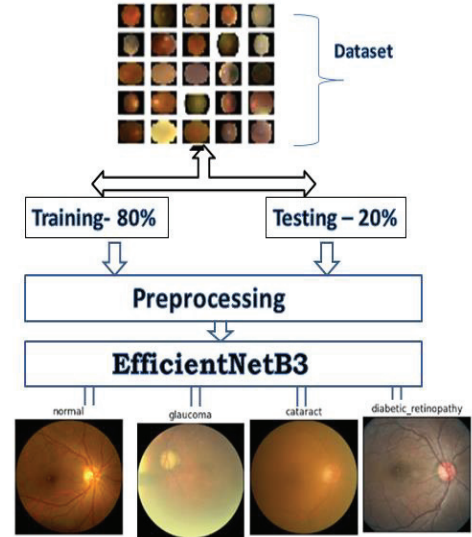 Dataset
Training- 80%
Testing – 20%
Preprocessing
EfficientNetB3
normal
glaucoma
cataract
diabetic_retinopathy